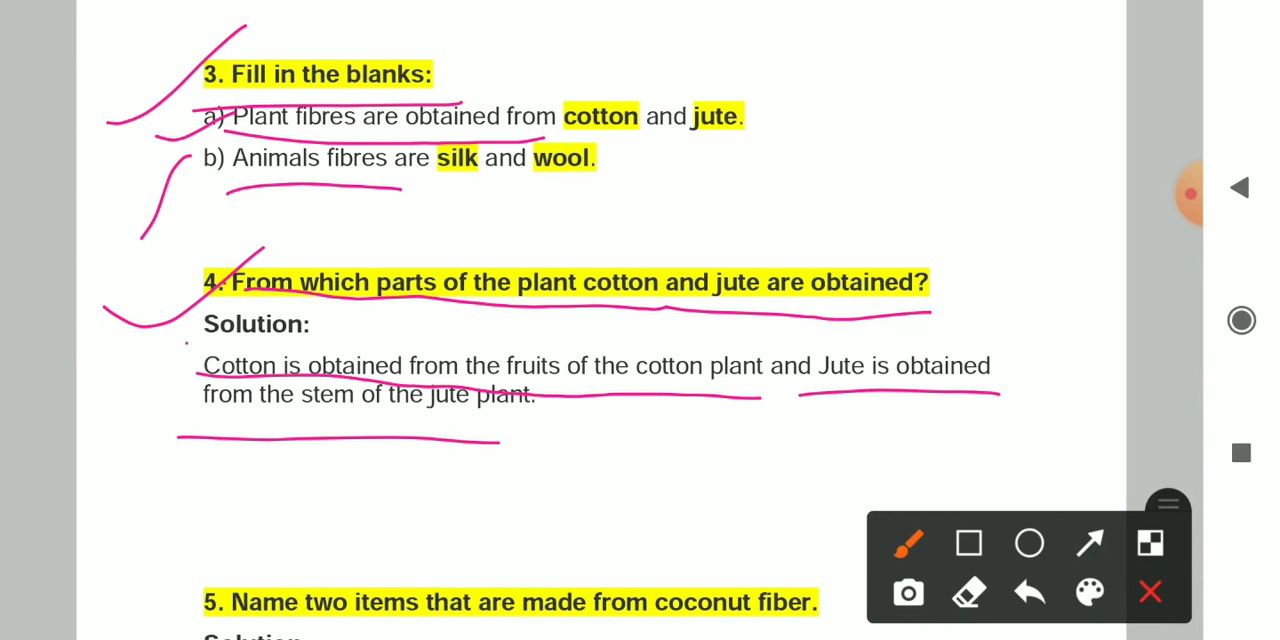 3. Fill in the blanks:
a) Plant fibres are obtained from cotton and jute.
b) Animals fibres are silk and wool.
4. From which parts of the plant cotton and jute are obtained?
Solution:
Cotton is obtained from the fruits of the cotton plant and Jute is obtained
from the stem of the jute plant.
5. Name two items that are made from coconut fiber.